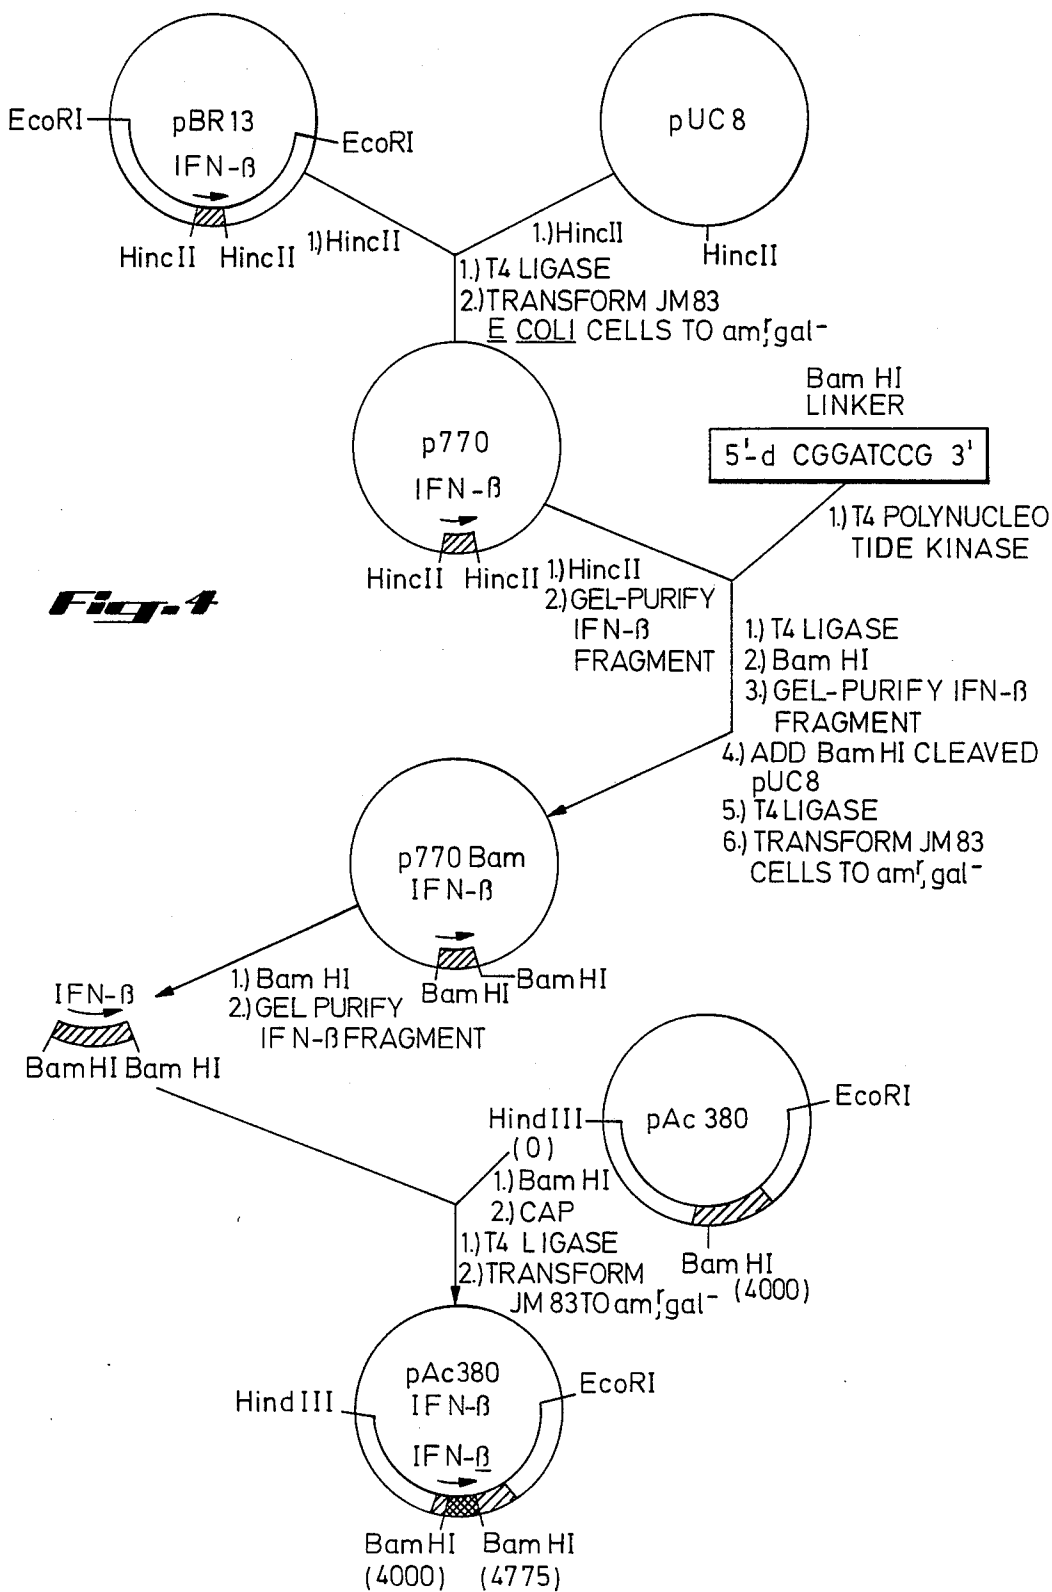 pBR13
IFN-β
EcoRI
EcoRI
HincII HincII
1.) HincII
pUC8
HincII
1.) HincII
1.) T4 LIGASE
2.) TRANSFORM JM83
E COLI CELLS TO amʳ, gal⁻
p770
IFN-β
HincII HincII
Bam HI
LINKER
5'-d CGGATCCG 3'
1.) T4 POLYNUCLEO
TIDE KINASE
1.) HincII
2.) GEL-PURIFY
IFN-β
FRAGMENT
Fig. 4
1.) T4 LIGASE
2.) Bam HI
3.) GEL-PURIFY IFN-β
FRAGMENT
4.) ADD Bam HI CLEAVED
pUC8
5.) T4 LIGASE
6.) TRANSFORM JM83
CELLS TO amʳ, gal⁻
p770 Bam
IFN-β
Bam HI
Bam HI
1.) Bam HI
2.) GEL PURIFY
IFN-β FRAGMENT
IFN-β
Bam HI Bam HI
pAc 380
Hind III
(0)
EcoRI
Bam HI
(4000)
1.) Bam HI
2.) CAP
1.) T4 LIGASE
2.) TRANSFORM
JM 83 TO amʳ, gal⁻
pAc380
IFN-β
Hind III
EcoRI
IFN-β
Bam HI Bam HI
(4000) (4775)